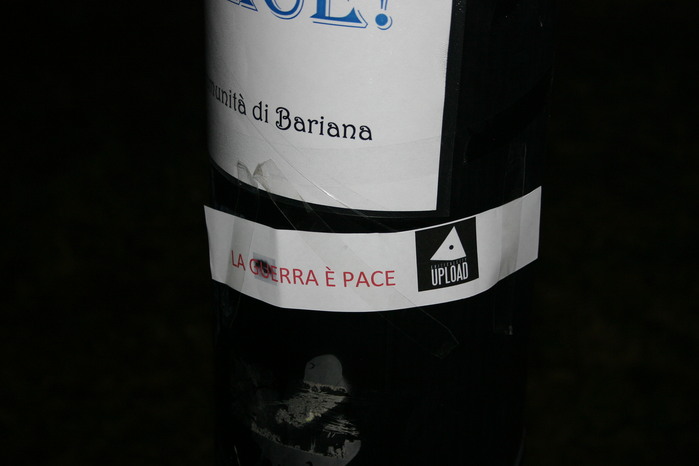 munità di Bariana
LA GUERRA È PACE
UPLOAD